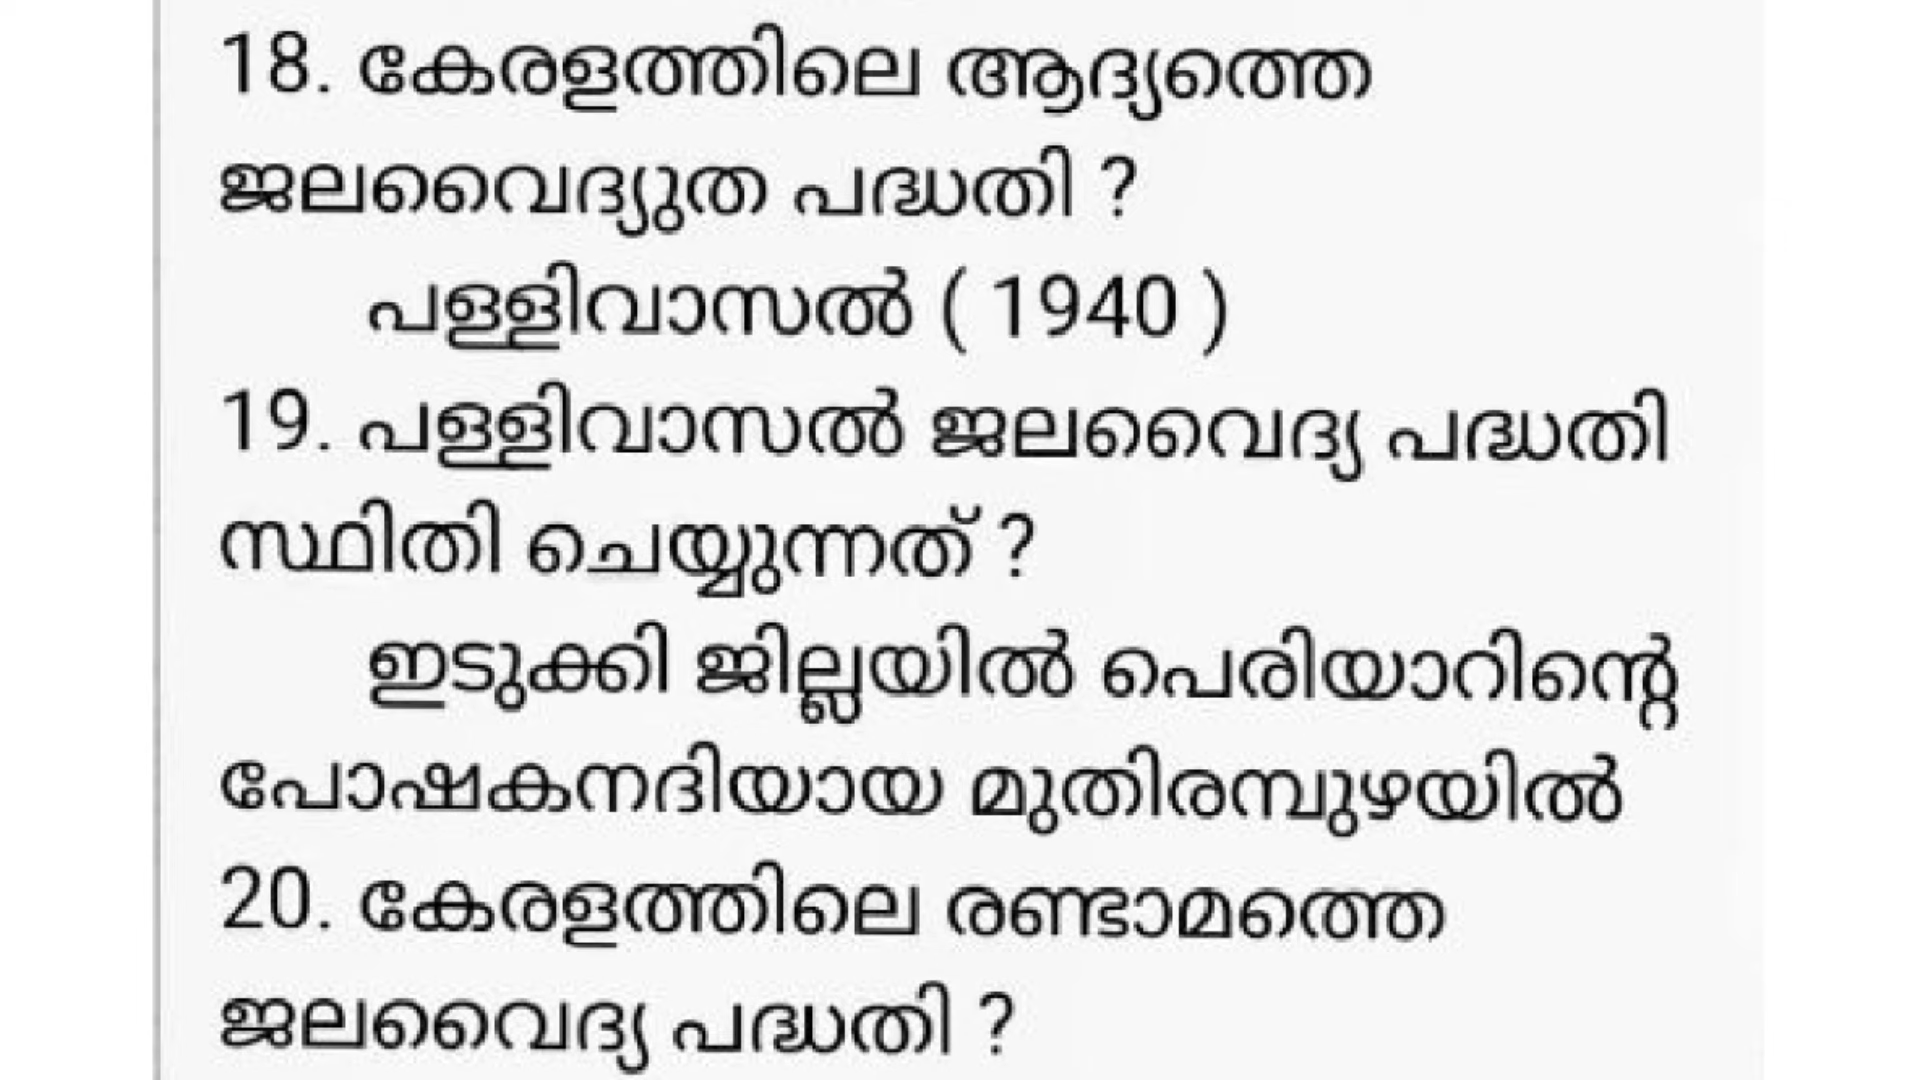 18. കേരളത്തിലെ ആദ്യത്തെ
ജലവൈദ്യുത പദ്ധതി ?
പള്ളിവാസൽ ( 1940 )
19. പള്ളിവാസൽ ജലവൈദ്യ പദ്ധതി
സ്ഥിതി ചെയ്യുന്നത് ?
ഇടുക്കി ജില്ലയിൽ പെരിയാറിന്റെ
പോഷകനദിയായ മുതിരമ്പുഴയിൽ
20. കേരളത്തിലെ രണ്ടാമത്തെ
ജലവൈദ്യ പദ്ധതി ?